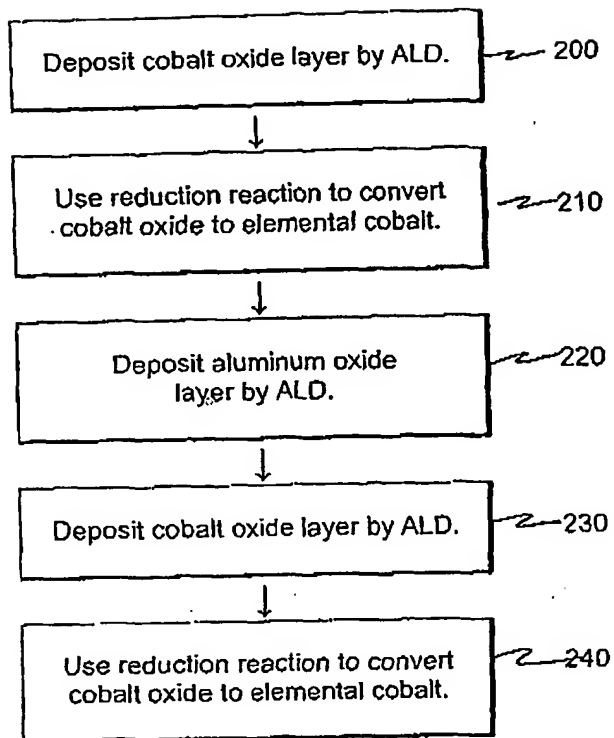 Deposit cobalt oxide layer by ALD.
200
Use reduction reaction to convert
cobalt oxide to elemental cobalt.
210
Deposit aluminum oxide
layer by ALD.
220
Deposit cobalt oxide layer by ALD.
230
Use reduction reaction to convert
cobalt oxide to elemental cobalt.
240